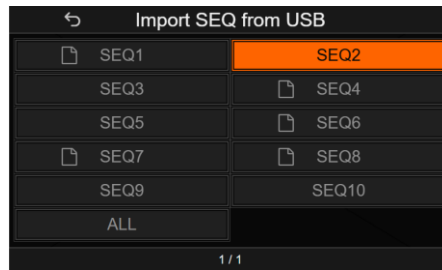 Import SEQ from USB
SEQ1 SEQ2
SEQ3 SEQ4
SEQ5 SEQ6
SEQ7 SEQ8
SEQ9 SEQ10
ALL
1 / 1